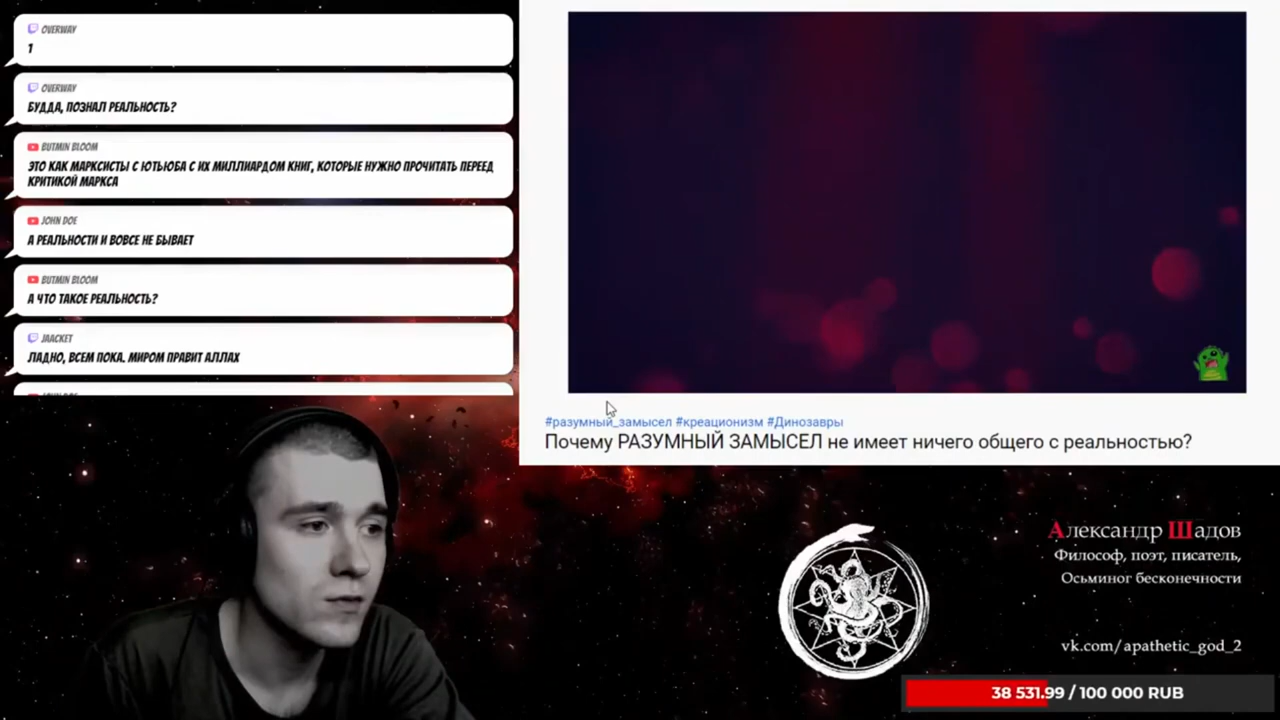 OVERWAY
1
OVERWAY
БУДДА, ПОЗНАЛ РЕАЛЬНОСТЬ?
BUTMIN BLOOM
ЭТО КАК МАРКСИСТЫ С ЮТЬЮБА С ИХ МИЛЛИАРДОМ КНИГ, КОТОРЫЕ НУЖНО ПРОЧИТАТЬ ПЕРЕЕД
КРИТИКОЙ МАРКСА
JOHN DOE
А РЕАЛЬНОСТИ И ВОВСЕ НЕ БЫВАЕТ
BUTMIN BLOOM
А ЧТО ТАКОЕ РЕАЛЬНОСТЬ?
JAACKET
ЛАДНО, ВСЕМ ПОКА. МИРОМ ПРАВИТ АЛЛАХ
#разумный_замысел #креационизм #Динозавры
Почему РАЗУМНЫЙ ЗАМЫСЕЛ не имеет ничего общего с реальностью?
Александр Шадов
Философ, поэт, писатель,
Осьминог бесконечности
vk.com/apathetic_god_2
38 531.99 / 100 000 RUB